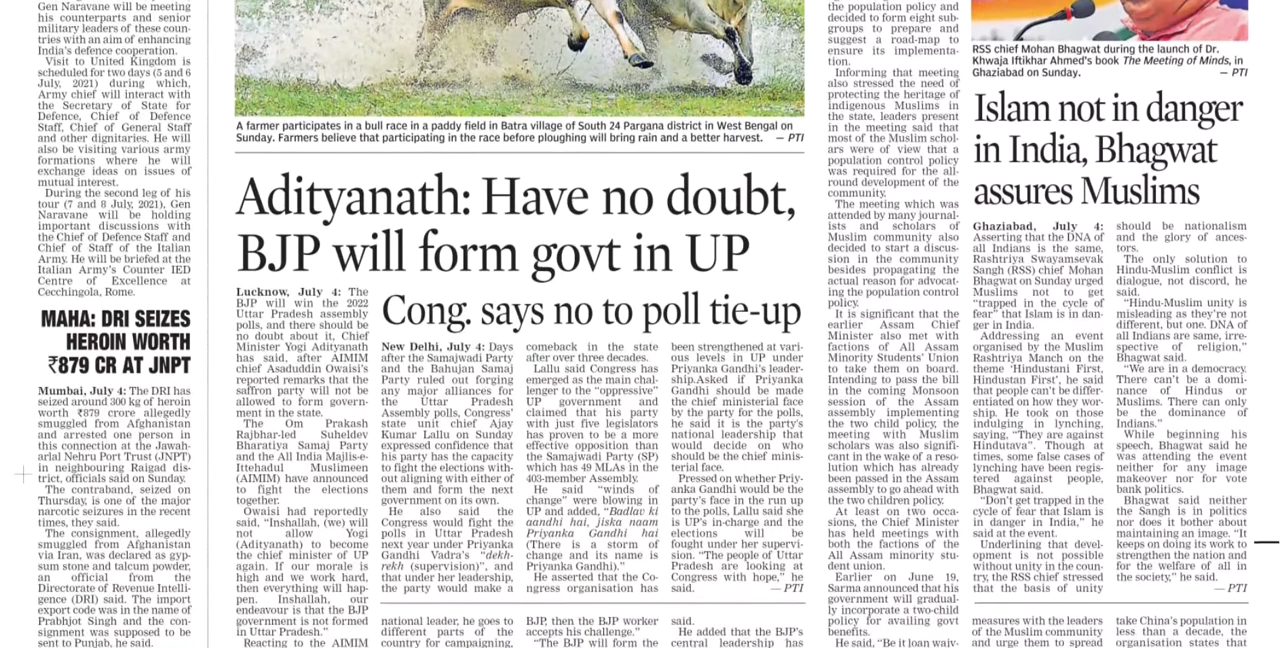 Gen Naravane will be meeting
his counterparts and senior
military leaders of these coun-
tries with an aim of enhancing
India's defence cooperation.
Visit to United Kingdom is
scheduled for two days (5 and 6
July, 2021) during which,
Army chief will interact with
the Secretary of State for
Defence, Chief of Defence
Staff, Chief of General Staff
and other dignitaries. He will
also be visiting various army
formations where he will
exchange ideas on issues of
mutual interest.
During the second leg of his
tour (7 and 8 July, 2021), Gen
Naravane will be holding
important discussions with
the Chief of Defence Staff and
Chief of Staff of the Italian
Army. He will be briefed at the
Italian Army's Counter IED
Centre of Excellence at
Cecchingola, Rome.
MAHA: DRI SEIZES
HEROIN WORTH
₹879 CR AT JNPT
Mumbai, July 4: The DRI has
seized around 300 kg of heroin
worth ₹879 crore allegedly
smuggled from Afghanistan
and arrested one person in
this connection at the Jawah-
arlal Nehru Port Trust (JNPT)
in neighbouring Raigad dis-
trict, officials said on Sunday.
The contraband, seized on
Thursday, is one of the major
narcotic seizures in the recent
times, they said.
The consignment, allegedly
smuggled from Afghanistan
via Iran, was declared as gyp-
sum stone and talcum powder,
an official from the
Directorate of Revenue Intelli-
gence (DRI) said. The import
export code was in the name of
Prabhjot Singh and the con-
signment was supposed to be
sent to Punjab, he said.
A farmer participates in a bull race in a paddy field in Batra village of South 24 Pargana district in West Bengal on
Sunday. Farmers believe that participating in the race before ploughing will bring rain and a better harvest. — PTI
Adityanath: Have no doubt,
BJP will form govt in UP
Lucknow, July 4: The
BJP will win the 2022
Uttar Pradesh assembly
polls, and there should be
no doubt about it, Chief
Minister Yogi Adityanath
has said, after AIMIM
chief Asaduddin Owaisi's
reported remarks that the
saffron party will not be
allowed to form govern-
ment in the state.
The Om Prakash
Rajbhar-led Suheldev
Bharatiya Samaj Party
and the All India Majlis-e-
Ittehadul Muslimeen
(AIMIM) have announced
to fight the elections
together.
Owaisi had reportedly
said, "Inshallah, (we) will
not allow Yogi
(Adityanath) to become
the chief minister of UP
again. If our morale is
high and we work hard,
then everything will hap-
pen. Inshallah, our
endeavour is that the BJP
government is not formed
in Uttar Pradesh."
Reacting to the AIMIM
Cong. says no to poll tie-up
New Delhi, July 4: Days
after the Samajwadi Party
and the Bahujan Samaj
Party ruled out forging
any major alliances for
the Uttar Pradesh
Assembly polls, Congress'
state unit chief Ajay
Kumar Lallu on Sunday
expressed confidence that
his party has the capacity
to fight the elections with-
out aligning with either of
them and form the next
government on its own.
He also said the
Congress would fight the
polls in Uttar Pradesh
next year under Priyanka
Gandhi Vadra's "dekh-
rekh (supervision)", and
that under her leadership,
the party would make a
comeback in the state
after over three decades.
Lallu said Congress has
emerged as the main chal-
lenger to the "oppressive"
UP government and
claimed that his party
with just five legislators
has proven to be a more
effective opposition than
the Samajwadi Party (SP)
which has 49 MLAs in the
403-member Assembly.
He said "winds of
change" were blowing in
UP and added, "Badlav ki
aandhi hai, jiska naam
Priyanka Gandhi hai
(There is a storm of
change and its name is
Priyanka Gandhi)."
He asserted that the Co-
ngress organisation has
been strengthened at vari-
ous levels in UP under
Priyanka Gandhi's leader-
ship.Asked if Priyanka
Gandhi should be made
the chief ministerial face
by the party for the polls,
he said it is the party's
national leadership that
would decide on who
should be the chief minis-
terial face.
Pressed on whether Priy-
anka Gandhi would be the
party's face in the run up
to the polls, Lallu said she
is UP's in-charge and the
elections will be
fought under her supervi-
sion. "The people of Uttar
Pradesh are looking at
Congress with hope," he
said. — PTI
national leader, he goes to
different parts of the
country for campaigning,
BJP, then the BJP worker
accepts his challenge."
"The BJP will form the
said.
He added that the BJP's
central leadership has
the population policy and
decided to form eight sub-
groups to prepare and
suggest a road-map to
ensure its implementa-
tion.
Informing that meeting
also stressed the need of
protecting the heritage of
indigenous Muslims in
the state, leaders present
in the meeting said that
most of the Muslim schol-
ars were of view that a
population control policy
was required for the all-
round development of the
community.
The meeting which was
attended by many journal-
ists and scholars of
Muslim community also
decided to start a discus-
sion in the community
besides propagating the
actual reason for advocat-
ing the population control
policy.
It is significant that the
earlier Assam Chief
Minister also met with
factions of All Assam
Minority Students' Union
to take them on board.
Intending to pass the bill
in the coming Monsoon
session of the Assam
assembly implementing
the two child policy, the
meeting with Muslim
scholars was also signifi-
cant in the wake of a reso-
lution which has already
been passed in the Assam
assembly to go ahead with
the two children policy.
At least on two occa-
sions, the Chief Minister
has held meetings with
both the factions of the
All Assam minority stu-
dent union.
Earlier on June 19,
Sarma announced that his
government will gradual-
ly incorporate a two-child
policy for availing govt
benefits.
He said, "Be it loan waiv-
RSS chief Mohan Bhagwat during the launch of Dr.
Khwaja Iftikhar Ahmed's book The Meeting of Minds, in
Ghaziabad on Sunday. — PTI
Islam not in danger
in India, Bhagwat
assures Muslims
Ghaziabad, July 4:
Asserting that the DNA of
all Indians is the same,
Rashtriya Swayamsevak
Sangh (RSS) chief Mohan
Bhagwat on Sunday urged
Muslims not to get
"trapped in the cycle of
fear" that Islam is in dan-
ger in India.
Addressing an event
organised by the Muslim
Rashtriya Manch on the
theme 'Hindustani First,
Hindustan First', he said
that people can't be differ-
entiated on how they wor-
ship. He took on those
indulging in lynching,
saying, "They are against
Hindutava". Though at
times, some false cases of
lynching have been regis-
tered against people,
Bhagwat said.
"Don't get trapped in the
cycle of fear that Islam is
in danger in India," he
said at the event.
Underlining that devel-
opment is not possible
without unity in the coun-
try, the RSS chief stressed
that the basis of unity
should be nationalism
and the glory of ances-
tors.
The only solution to
Hindu-Muslim conflict is
dialogue, not discord, he
said.
"Hindu-Muslim unity is
misleading as they're not
different, but one. DNA of
all Indians are same, irre-
spective of religion,"
Bhagwat said.
"We are in a democracy.
There can't be a domi-
nance of Hindus or
Muslims. There can only
be the dominance of
Indians."
While beginning his
speech, Bhagwat said he
was attending the event
neither for any image
makeover nor for vote
bank politics.
Bhagwat said neither
the Sangh is in politics
nor does it bother about
maintaining an image. "It
keeps on doing its work to
strengthen the nation and
for the welfare of all in
the society," he said.
— PTI
measures with the leaders
of the Muslim community
and urge them to spread
take China's population in
less than a decade, the
organisation states that